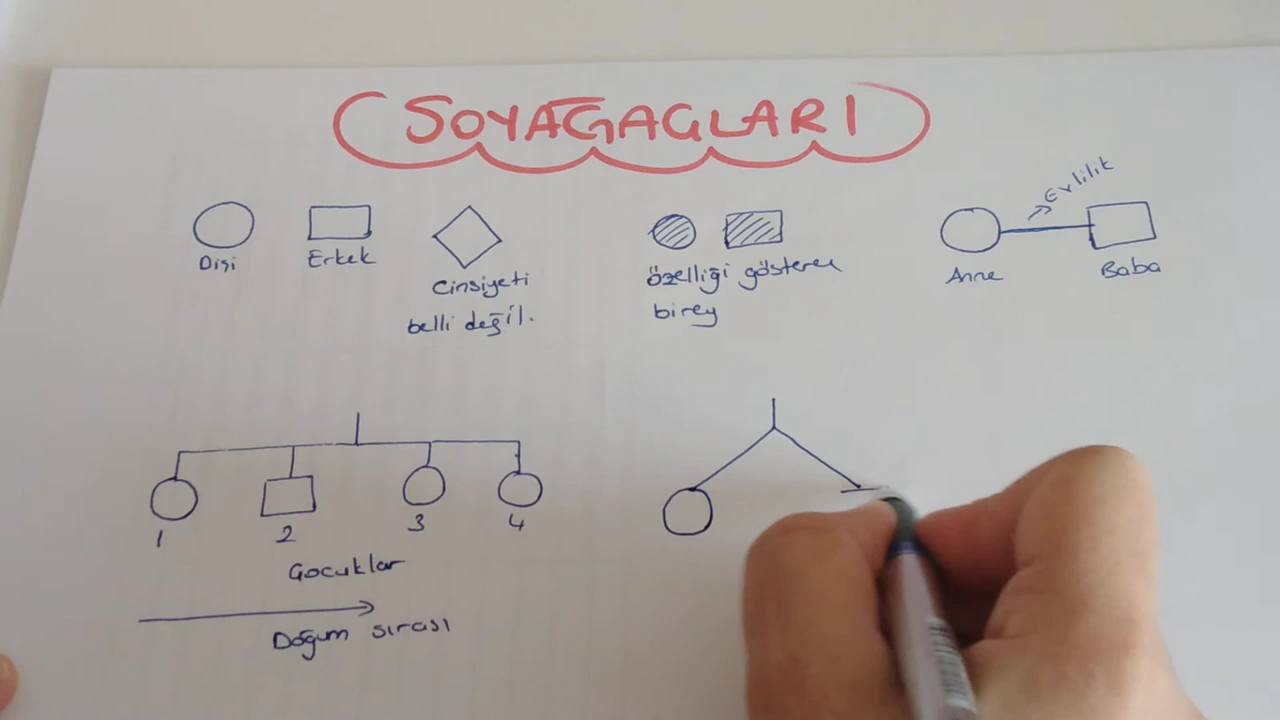 SOYAĞAÇLARI
Dişi
Erkek
Cinsiyeti
belli değil.
özelliği gösteren
birey
Evlilik
Anne
Baba
1 2 3 4
Çocuklar
Doğum sırası